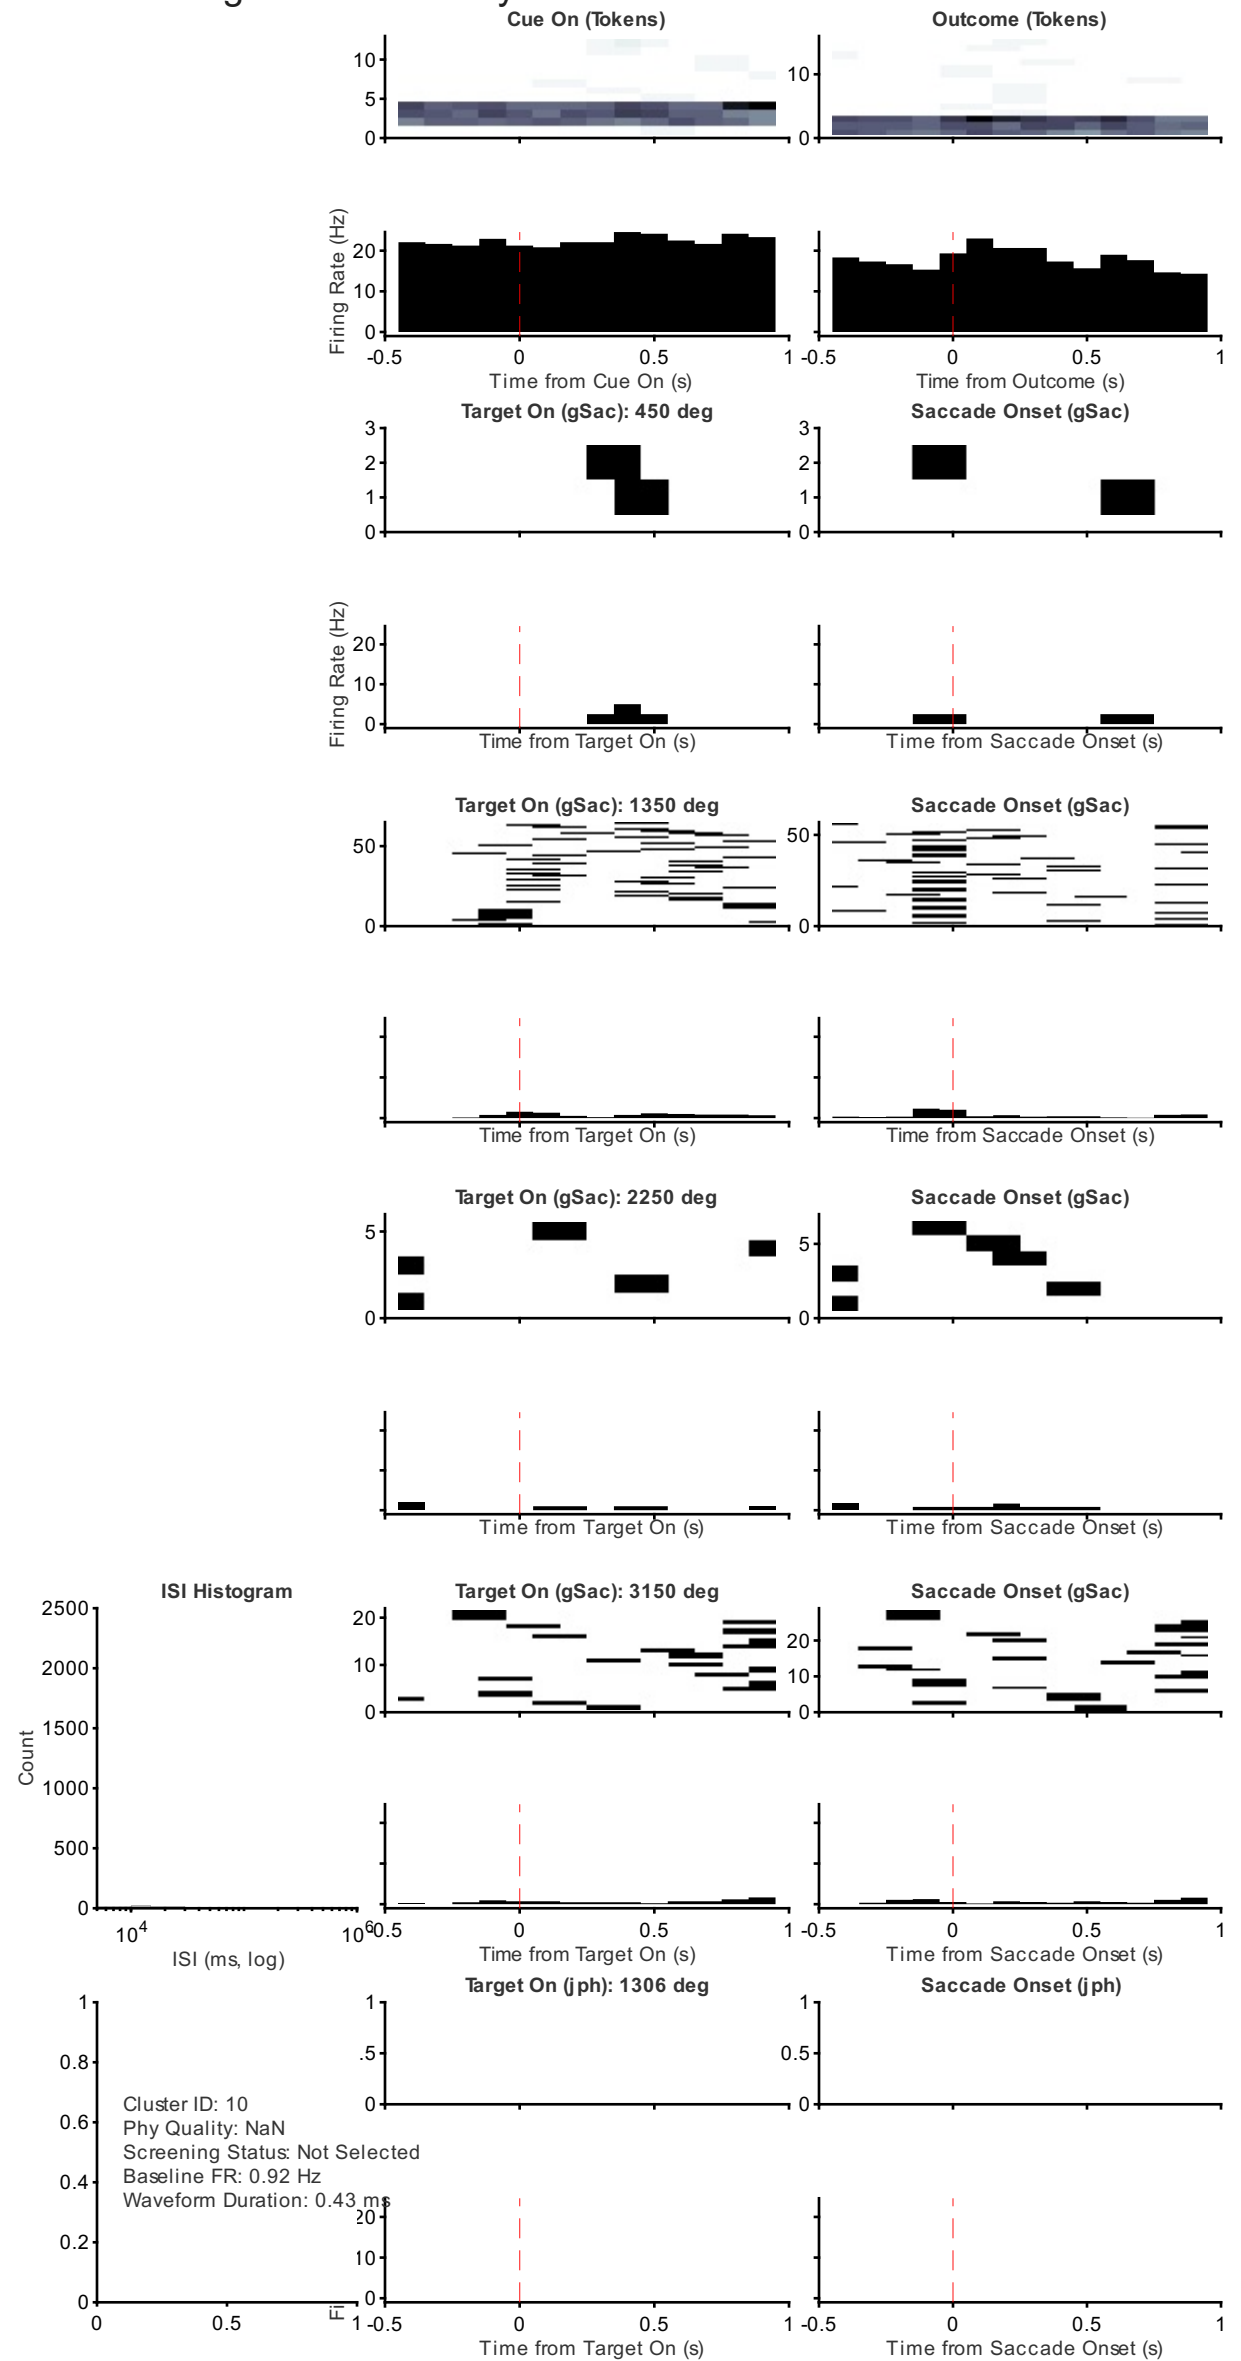 Cue On (Tokens)
Outcome (Tokens)
10
5
0
10
0
Firing Rate (Hz)
20
10
0
-0.5 0 0.5 1
-0.5 0 0.5 1
Time from Cue On (s)
Time from Outcome (s)
Target On (gSac): 450 deg
Saccade Onset (gSac)
3
2
1
0
3
2
1
0
Firing Rate (Hz)
20
10
0
Time from Target On (s)
Time from Saccade Onset (s)
Target On (gSac): 1350 deg
Saccade Onset (gSac)
50
0
50
0
Time from Target On (s)
Time from Saccade Onset (s)
Target On (gSac): 2250 deg
Saccade Onset (gSac)
5
0
5
0
Time from Target On (s)
Time from Saccade Onset (s)
ISI Histogram
2500
2000
1500
1000
500
0
Count
10^4 10^6
ISI (ms, log)
Target On (gSac): 3150 deg
Saccade Onset (gSac)
20
10
0
20
10
0
0.5 0 0.5 1
-0.5 0 0.5 1
Time from Target On (s)
Time from Saccade Onset (s)
Target On (jph): 1306 deg
Saccade Onset (jph)
1
0.8
0.6
0.4
0.2
0
0 0.5 1
Cluster ID: 10
Phy Quality: NaN
Screening Status: Not Selected
Baseline FR: 0.92 Hz
Waveform Duration: 0.43 ms
1
.5
0
1
0.5
0
Fi
20
10
0
-0.5 0 0.5 1
-0.5 0 0.5 1
Time from Target On (s)
Time from Saccade Onset (s)